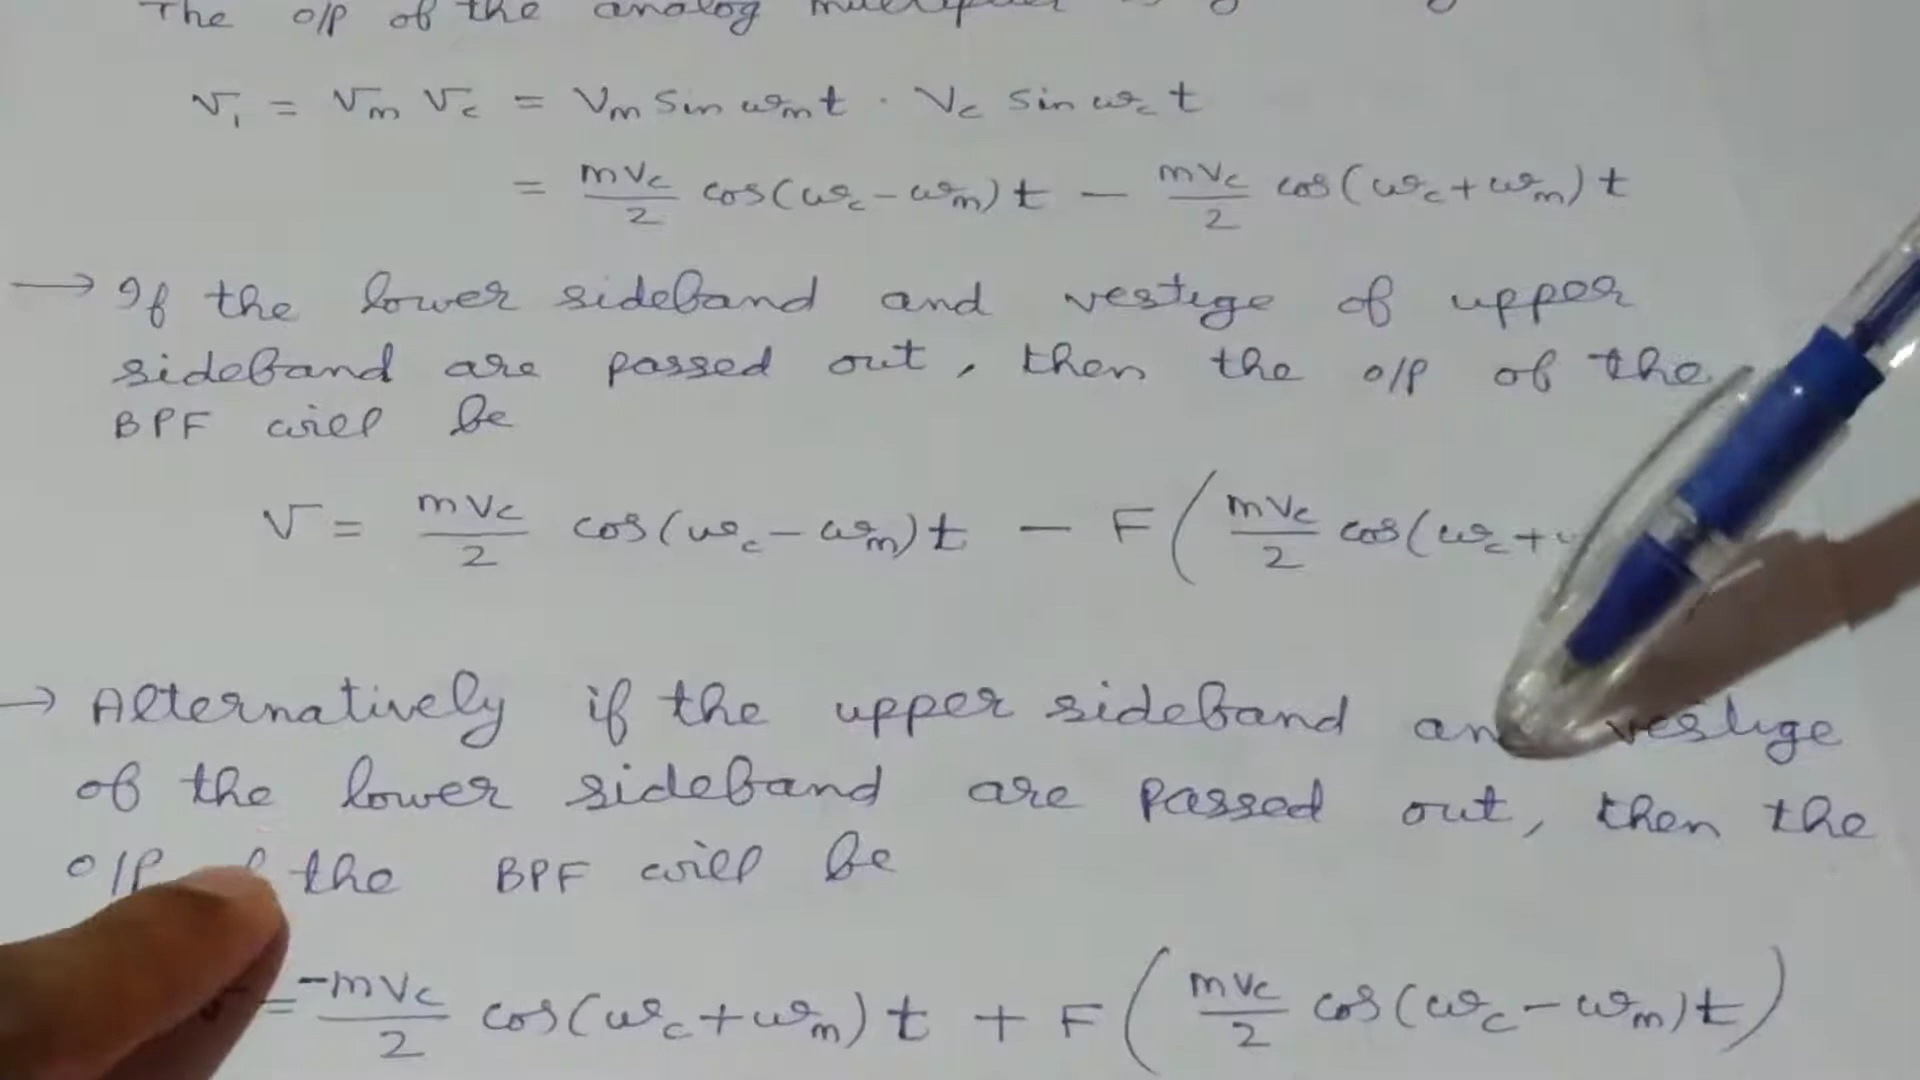 The o/p of the analog
v₁ = vm vc = Vm sin ωmt · Vc sin ωc t
= mVc/2 cos(ωc-ωm)t - mVc/2 cos(ωc+ωm)t
→ If the lower sideband and vestige of upper
sideband are passed out, then the o/p of the
BPF will be
v = mVc/2 cos(ωc-ωm)t - F(mVc/2 cos(ωc+
→ Alternatively if the upper sideband and vestige
of the lower sideband are passed out, then the
o/p of the BPF will be
= -mVc/2 cos(ωc+ωm)t + F(mVc/2 cos(ωc-ωm)t)